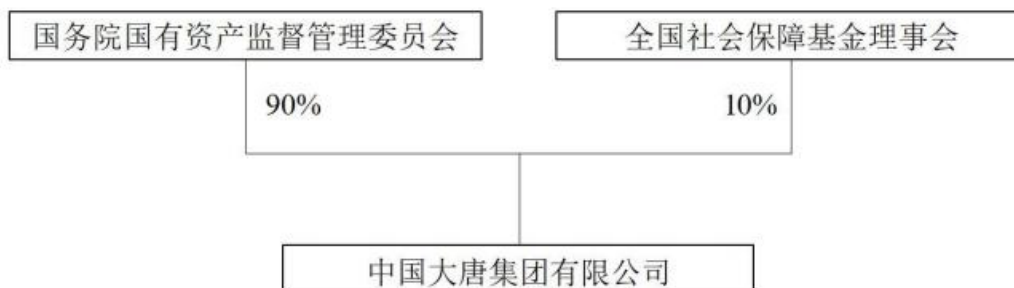 国务院国有资产监督管理委员会
全国社会保障基金理事会
90%
10%
中国大唐集团有限公司